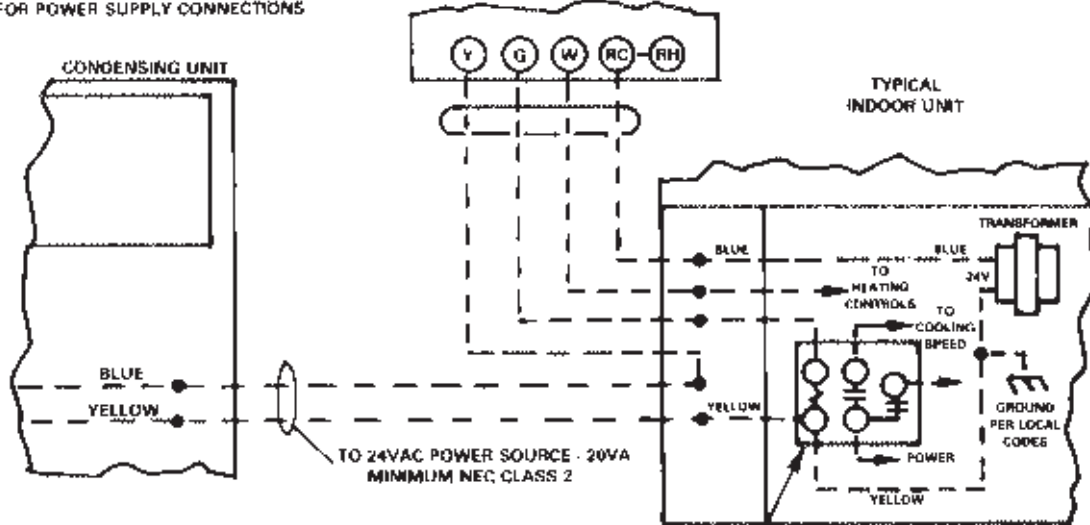 FOR POWER SUPPLY CONNECTIONS
Y G W RC RH
CONDENSING UNIT
TYPICAL
INDOOR UNIT
TRANSFORMER
BLUE
BLUE
24V
TO
HEATING
CONTROLS
TO
COOLING
SPEED
BLUE
YELLOW
YELLOW
GROUND
PER LOCAL
CODES
POWER
TO 24VAC POWER SOURCE - 20VA
MINIMUM NEC CLASS 2
YELLOW